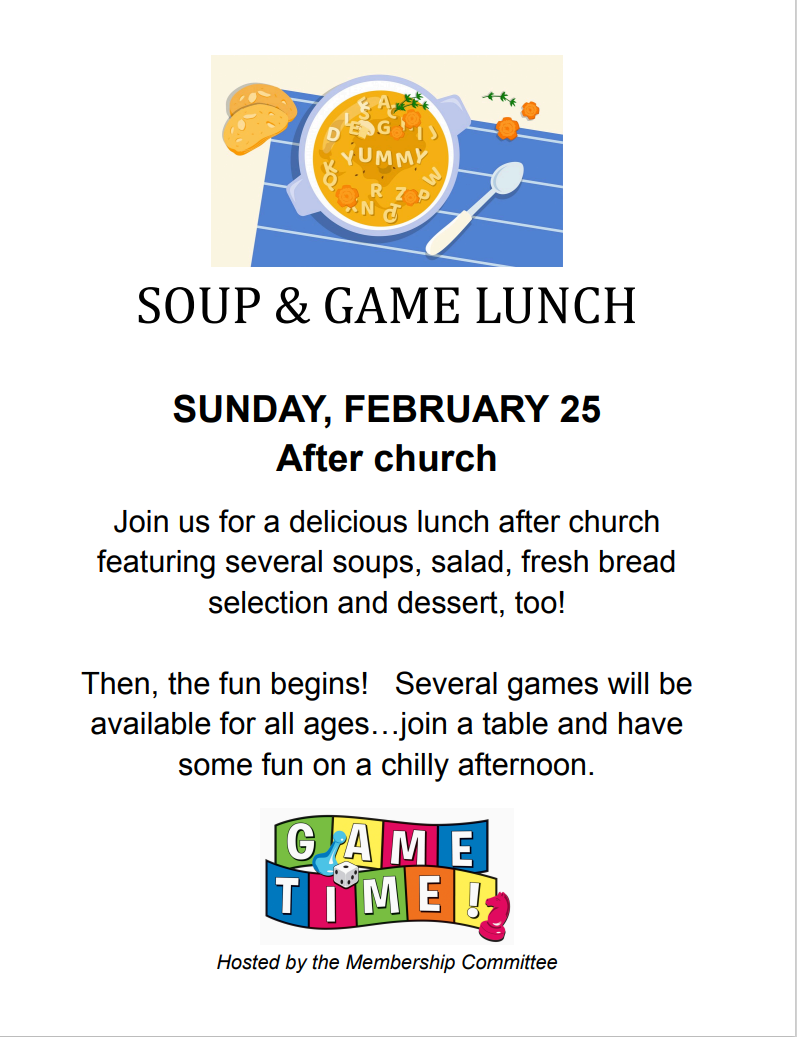 YUMMY
SOUP & GAME LUNCH
SUNDAY, FEBRUARY 25
After church
Join us for a delicious lunch after church
featuring several soups, salad, fresh bread
selection and dessert, too!
Then, the fun begins!   Several games will be
available for all ages…join a table and have
some fun on a chilly afternoon.
GAME
TIME!
Hosted by the Membership Committee